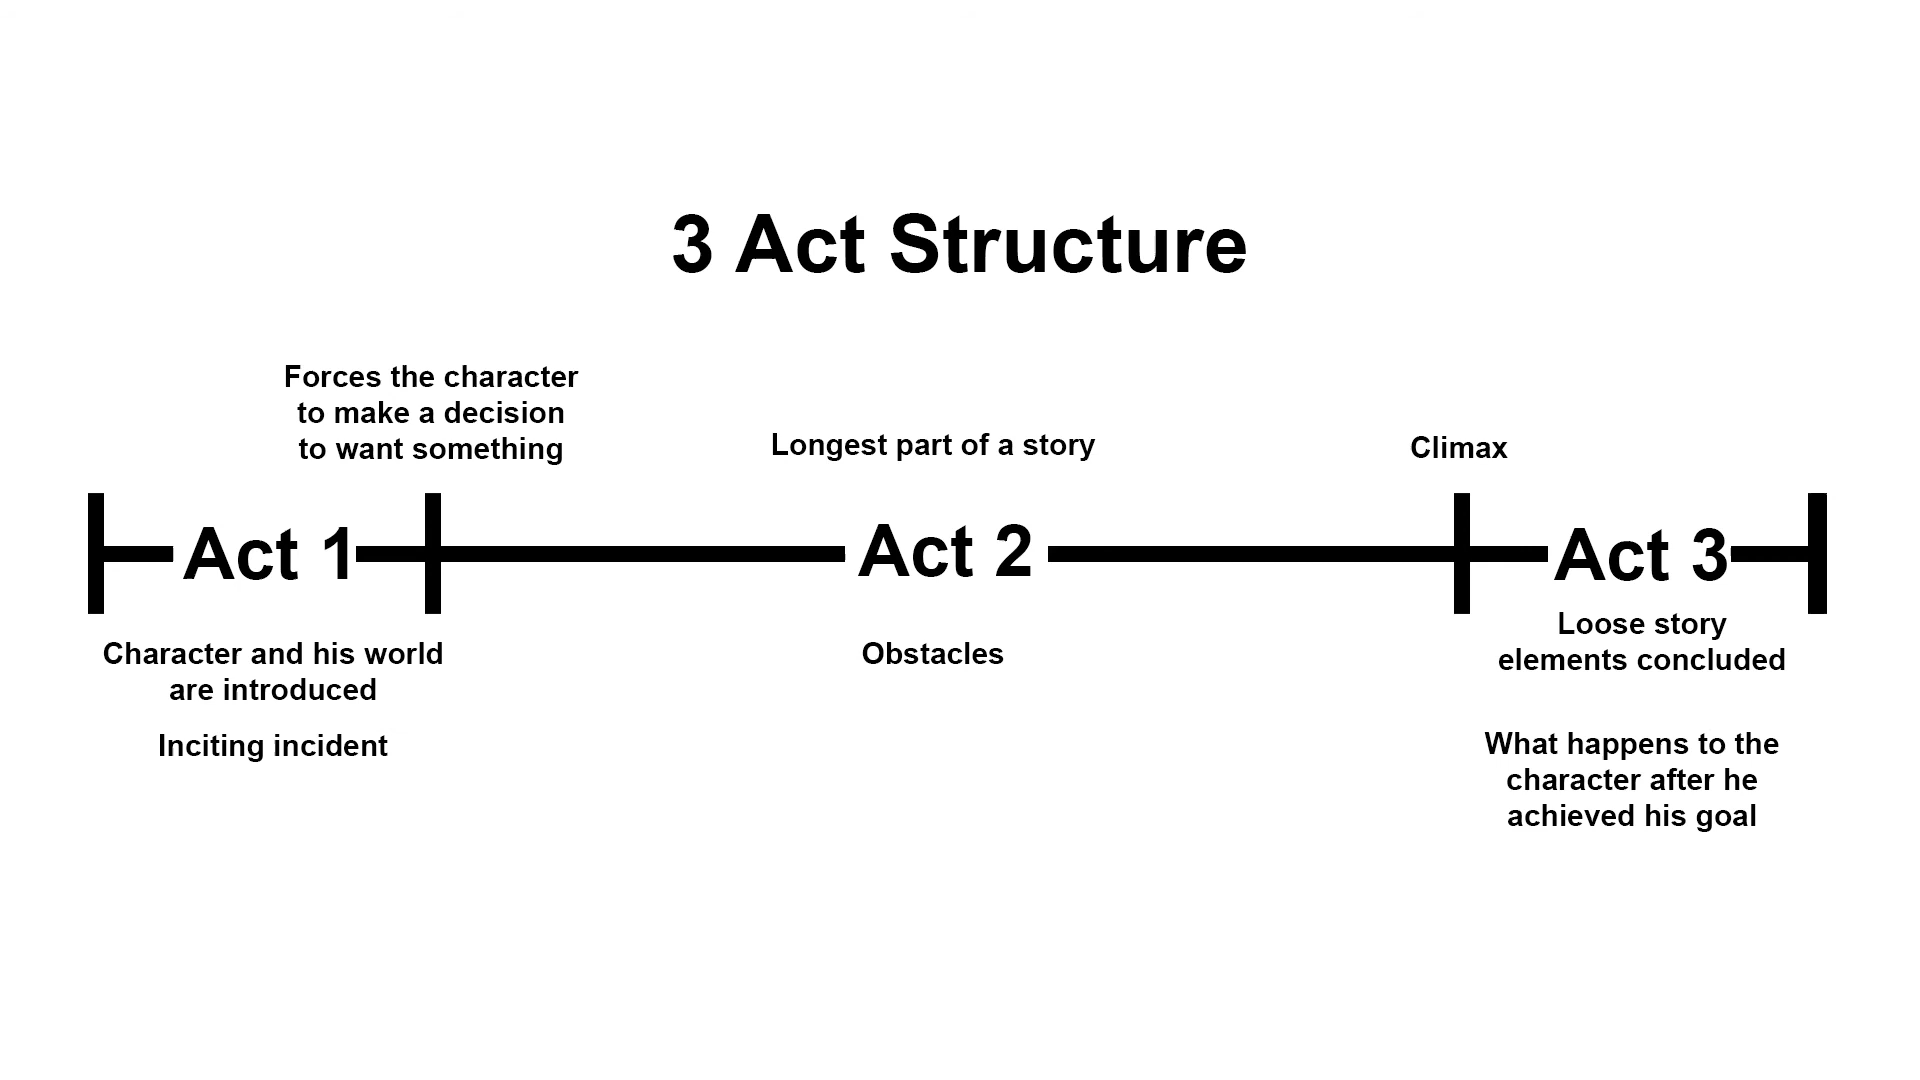 3 Act Structure
Forces the character
to make a decision
to want something
Longest part of a story
Climax
Act 1
Act 2
Act 3
Character and his world
are introduced
Inciting incident
Obstacles
Loose story
elements concluded
What happens to the
character after he
achieved his goal